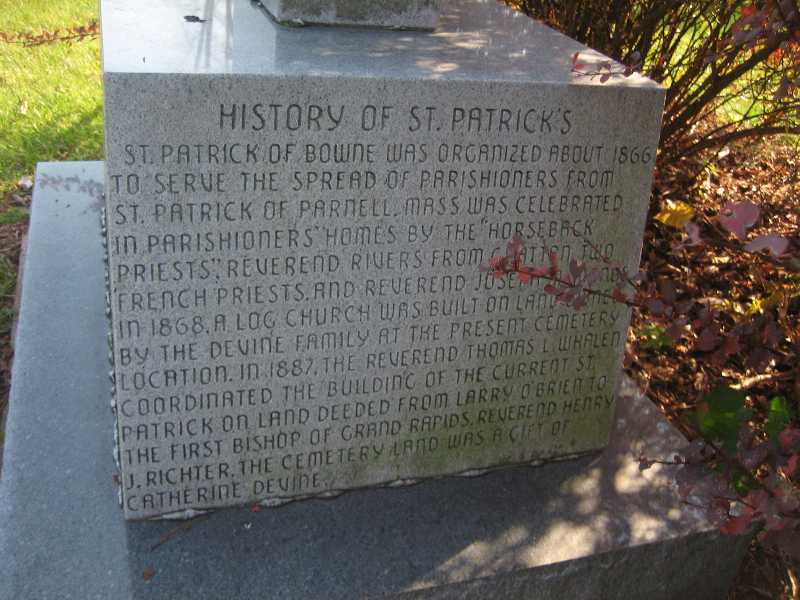 HISTORY OF ST. PATRICK'S
ST. PATRICK, OF BOWNE WAS ORGANIZED ABOUT 1866
TO SERVE THE SPREAD OF PARISHIONERS FROM
ST. PATRICK OF PARNELL. MASS WAS CELEBRATED
IN PARISHIONERS' HOMES BY THE "HORSEBACK
PRIESTS", REVEREND RIVERS FROM GRATTAN, TWO
FRENCH PRIESTS, AND REVEREND
IN 1868, A LOG CHURCH WAS BUILT ON LAND
BY THE DEVINE FAMILY AT THE PRESENT CEMETERY
LOCATION. IN 1887, THE REVEREND THOMAS L. WHALEN
COORDINATED THE BUILDING OF THE CURRENT ST.
PATRICK ON LAND DEEDED FROM LARRY O'BRIEN TO
THE FIRST BISHOP OF GRAND RAPIDS, REVEREND HENRY
J. RICHTER. THE CEMETERY LAND WAS A GIFT OF
CATHERINE DEVINE.